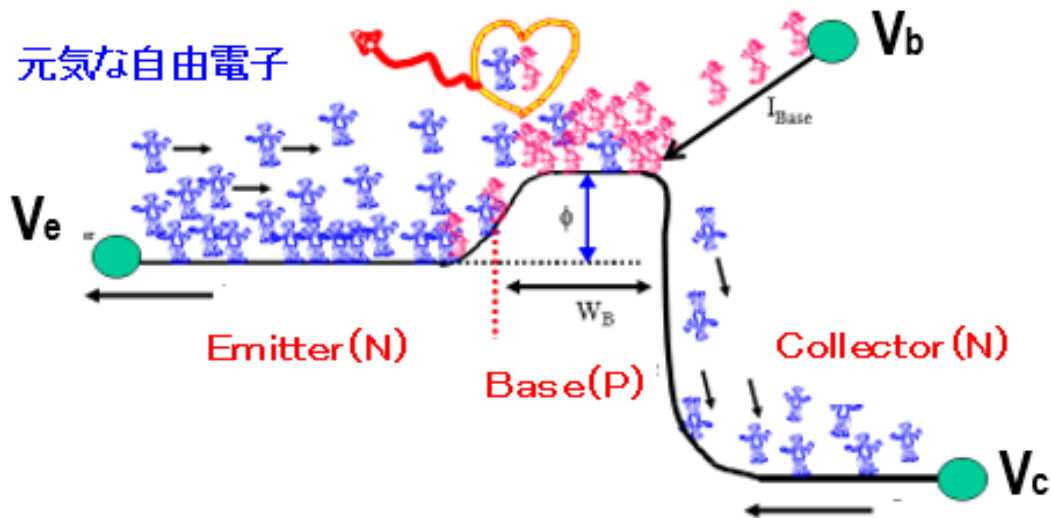 元気な自由電子
Vb
IBase
Ve
φ
WB
Emitter(N)
Collector(N)
Base(P)
Vc